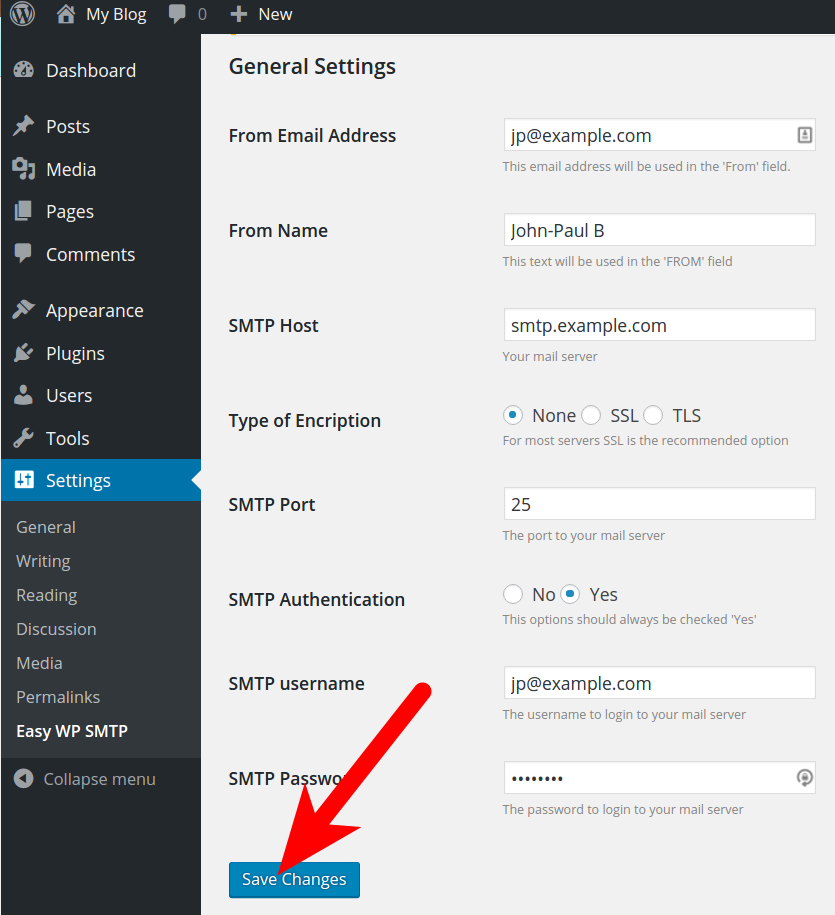 My Blog 0 New
Dashboard
Posts
Media
Pages
Comments
Appearance
Plugins
Users
Tools
Settings
General
Writing
Reading
Discussion
Media
Permalinks
Easy WP SMTP
Collapse menu
General Settings
From Email Address jp@example.com
This email address will be used in the 'From' field.
From Name John-Paul B
This text will be used in the 'FROM' field
SMTP Host smtp.example.com
Your mail server
Type of Encription None SSL TLS
For most servers SSL is the recommended option
SMTP Port 25
The port to your mail server
SMTP Authentication No Yes
This options should always be checked 'Yes'
SMTP username jp@example.com
The username to login to your mail server
SMTP Passwo ••••••••
The password to login to your mail server
Save Changes